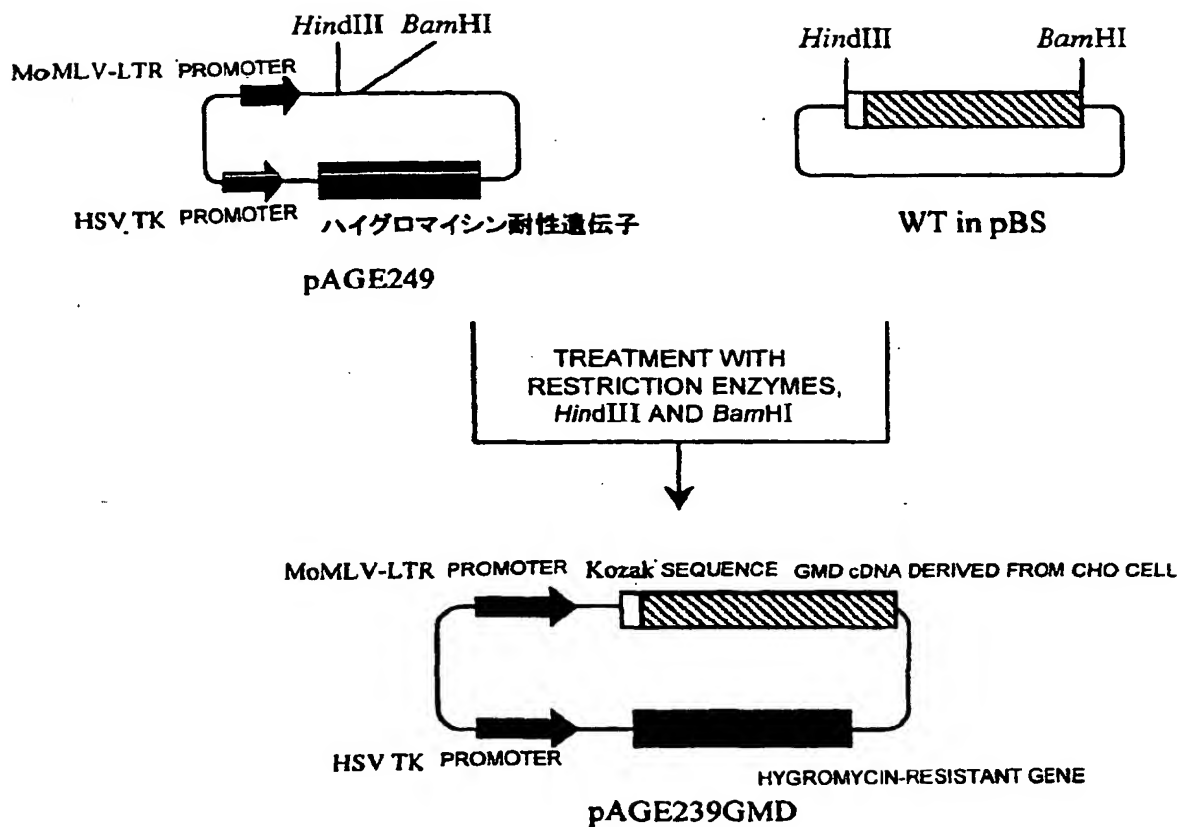 HindIII BamHI
MoMLV-LTR PROMOTER
HSV TK PROMOTER
ハイグロマイシン耐性遺伝子
pAGE249
HindIII BamHI
WT in pBS
TREATMENT WITH
RESTRICTION ENZYMES,
HindIII AND BamHI
MoMLV-LTR PROMOTER Kozak SEQUENCE GMD cDNA DERIVED FROM CHO CELL
HSV TK PROMOTER
HYGROMYCIN-RESISTANT GENE
pAGE239GMD